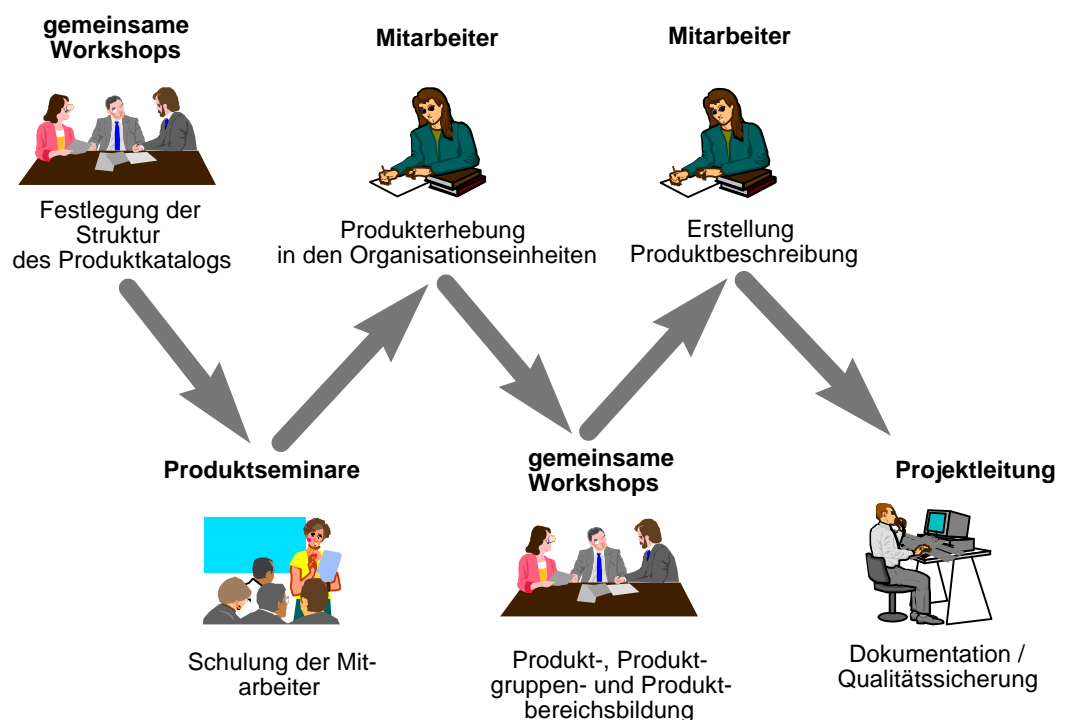 gemeinsame
Workshops
Festlegung der
Struktur
des Produktkatalogs
Produktseminare
Schulung der Mit-
arbeiter
Mitarbeiter
Produkterhebung
in den Organisationseinheiten
gemeinsame
Workshops
Produkt-, Produkt-
gruppen- und Produkt-
bereichsbildung
Mitarbeiter
Erstellung
Produktbeschreibung
Projektleitung
Dokumentation /
Qualitätssicherung